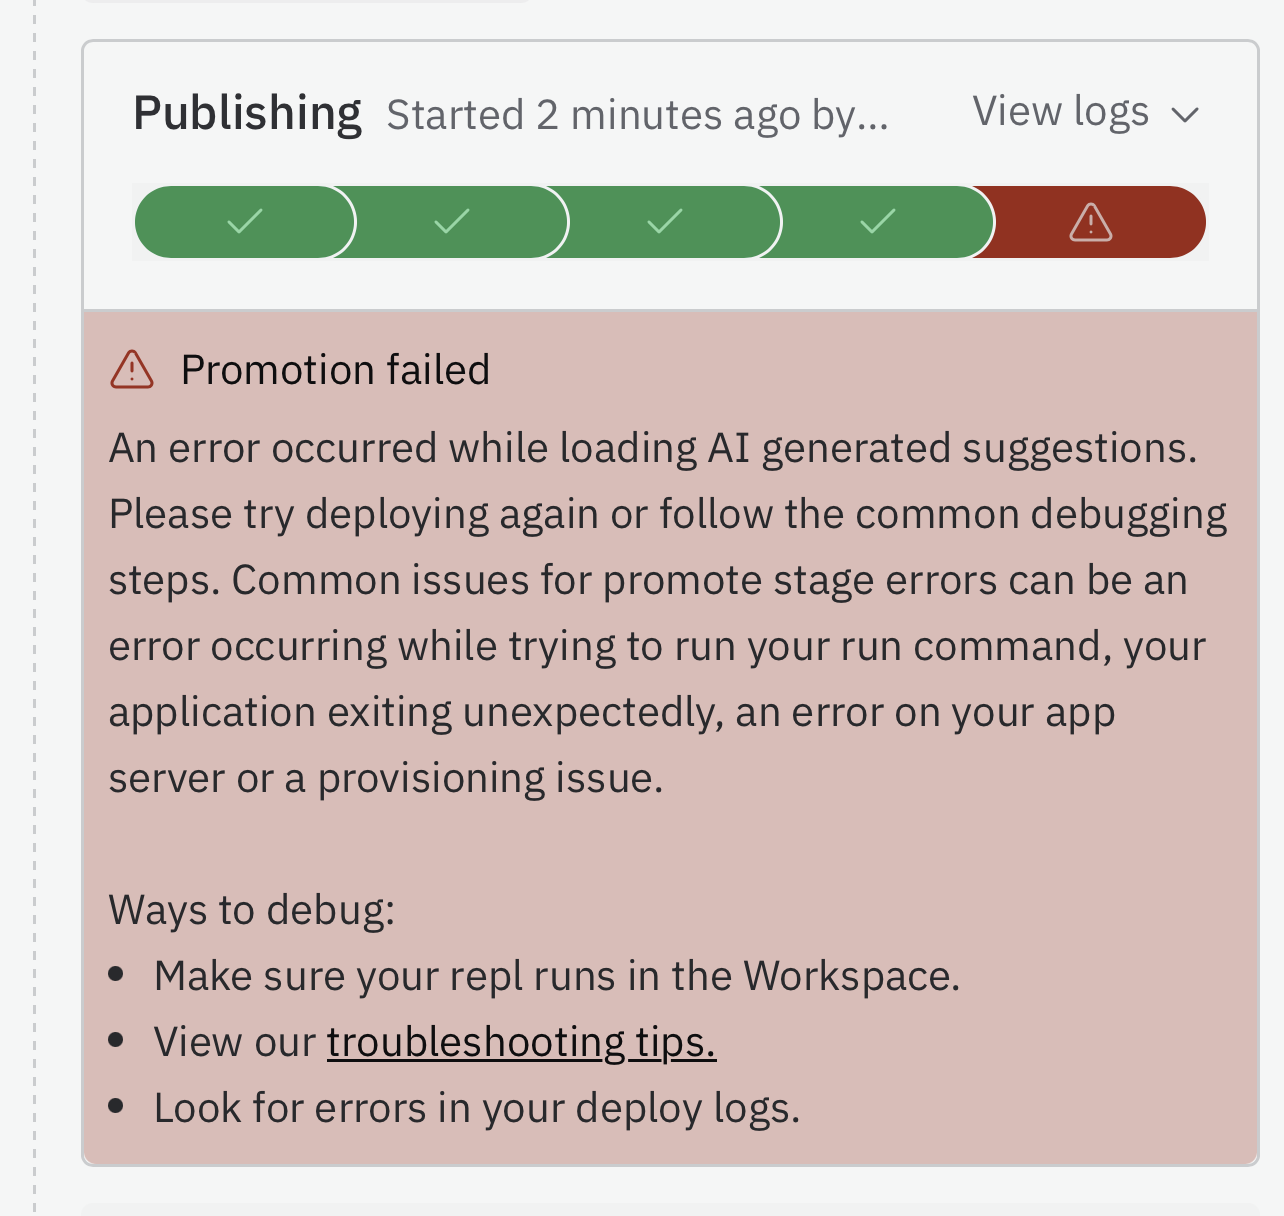 Publishing Started 2 minutes ago by... View logs
Promotion failed
An error occurred while loading AI generated suggestions.
Please try deploying again or follow the common debugging
steps. Common issues for promote stage errors can be an
error occurring while trying to run your run command, your
application exiting unexpectedly, an error on your app
server or a provisioning issue.
Ways to debug:
• Make sure your repl runs in the Workspace.
• View our troubleshooting tips.
• Look for errors in your deploy logs.